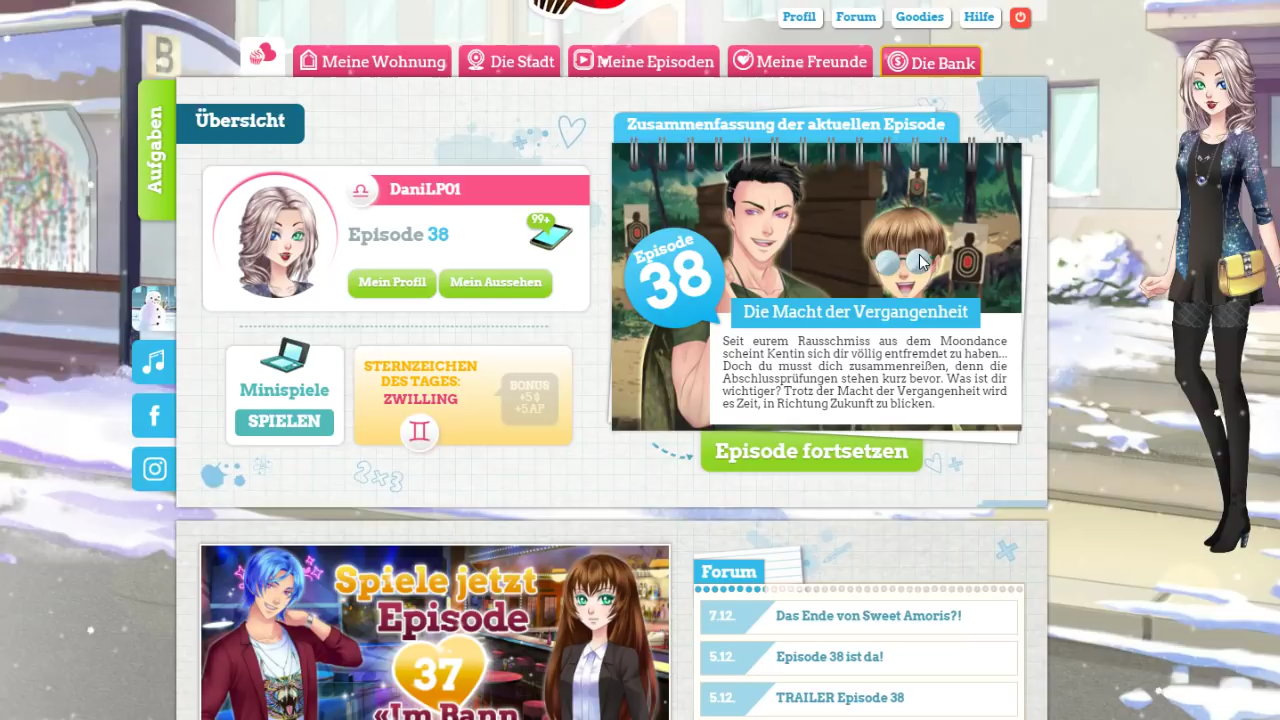 Profil
Forum
Goodies
Hilfe
B
Meine Wohnung
Die Stadt
Meine Episoden
Meine Freunde
Die Bank
Aufgaben
Übersicht
DaniLP01
Episode 38
99+
Mein Profil
Mein Aussehen
Minispiele
SPIELEN
STERNZEICHEN
DES TAGES:
ZWILLING
BONUS
+5 $
+5 AP
2x3
Zusammenfassung der aktuellen Episode
Episode
38
Die Macht der Vergangenheit
Seit eurem Rausschmiss aus dem Moondance
scheint Kentin sich dir völlig entfremdet zu haben...
Doch du musst dich zusammenreißen, denn die
Abschlussprüfungen stehen kurz bevor. Was ist dir
wichtiger? Trotz der Macht der Vergangenheit wird
es Zeit, in Richtung Zukunft zu blicken.
Episode fortsetzen
Spiele jetzt
Episode
37
«Im Bann
Forum
7.12. Das Ende von Sweet Amoris?!
5.12. Episode 38 ist da!
5.12. TRAILER Episode 38